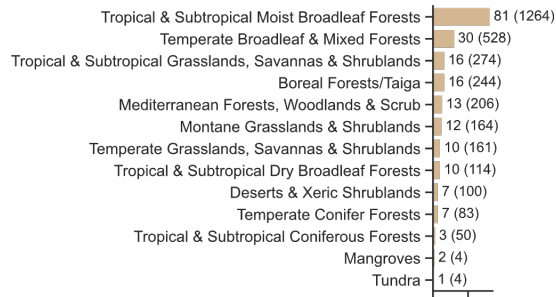 Tropical & Subtropical Moist Broadleaf Forests 81 (1264)
Temperate Broadleaf & Mixed Forests 30 (528)
Tropical & Subtropical Grasslands, Savannas & Shrublands 16 (274)
Boreal Forests/Taiga 16 (244)
Mediterranean Forests, Woodlands & Scrub 13 (206)
Montane Grasslands & Shrublands 12 (164)
Temperate Grasslands, Savannas & Shrublands 10 (161)
Tropical & Subtropical Dry Broadleaf Forests 10 (114)
Deserts & Xeric Shrublands 7 (100)
Temperate Conifer Forests 7 (83)
Tropical & Subtropical Coniferous Forests 3 (50)
Mangroves 2 (4)
Tundra 1 (4)